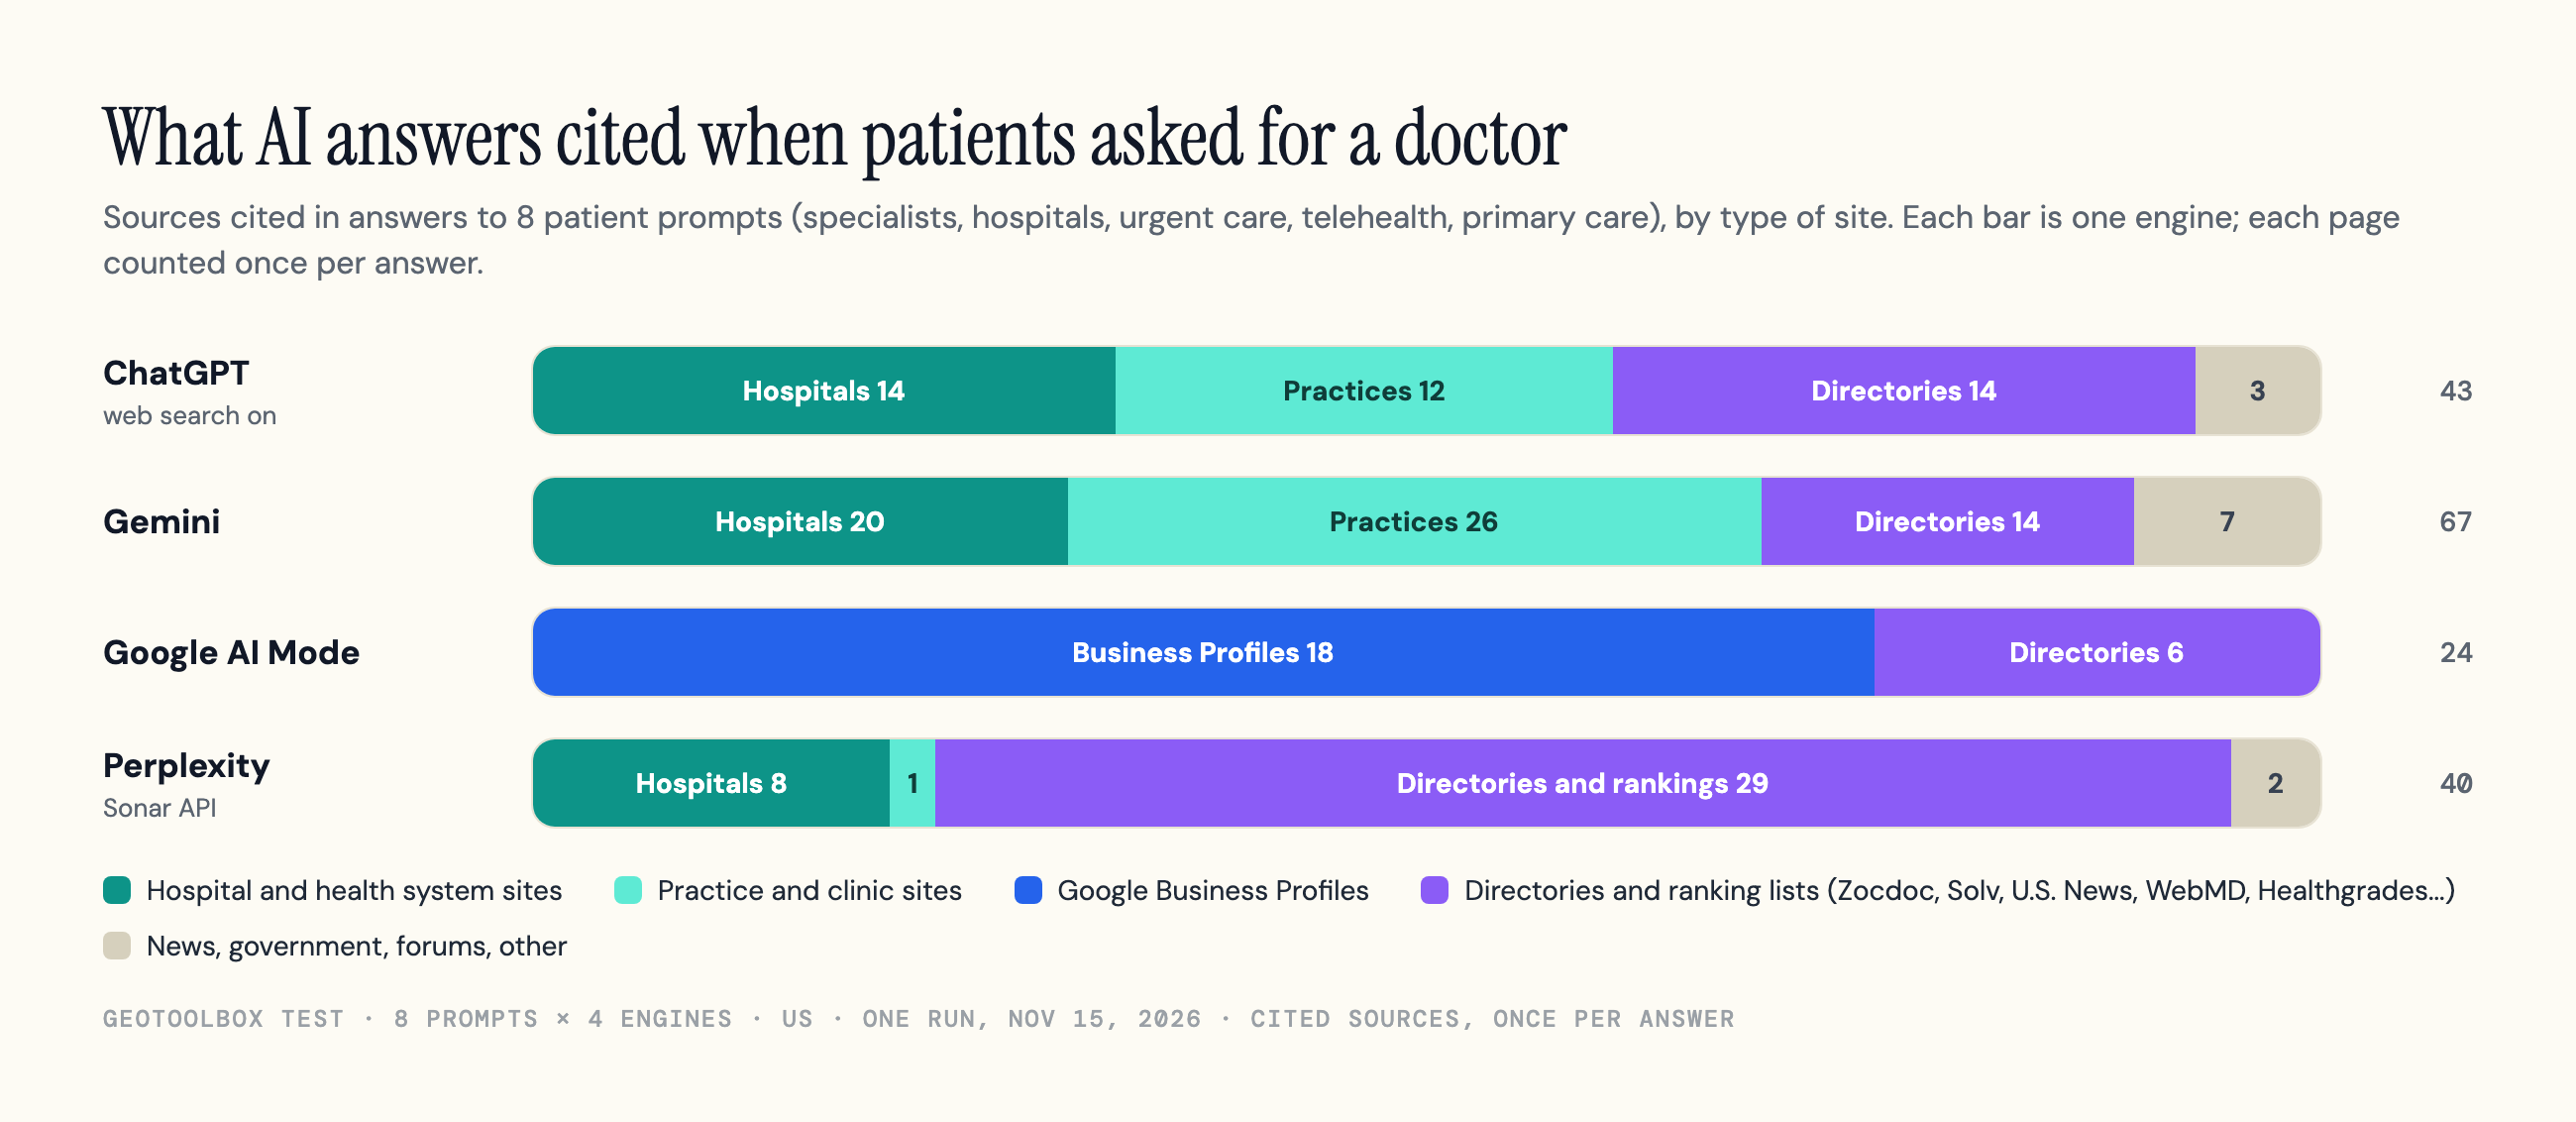 What AI answers cited when patients asked for a doctor
Sources cited in answers to 8 patient prompts (specialists, hospitals, urgent care, telehealth, primary care), by type of site. Each bar is one engine; each page
counted once per answer.
ChatGPT
web search on
Hospitals 14
Practices 12
Directories 14
3
43
Gemini
Hospitals 20
Practices 26
Directories 14
7
67
Google AI Mode
Business Profiles 18
Directories 6
24
Perplexity
Sonar API
Hospitals 8
1
Directories and rankings 29
2
40
Hospital and health system sites
Practice and clinic sites
Google Business Profiles
Directories and ranking lists (Zocdoc, Solv, U.S. News, WebMD, Healthgrades...)
News, government, forums, other
GEOTOOLBOX TEST · 8 PROMPTS × 4 ENGINES · US · ONE RUN, NOV 15, 2026 · CITED SOURCES, ONCE PER ANSWER